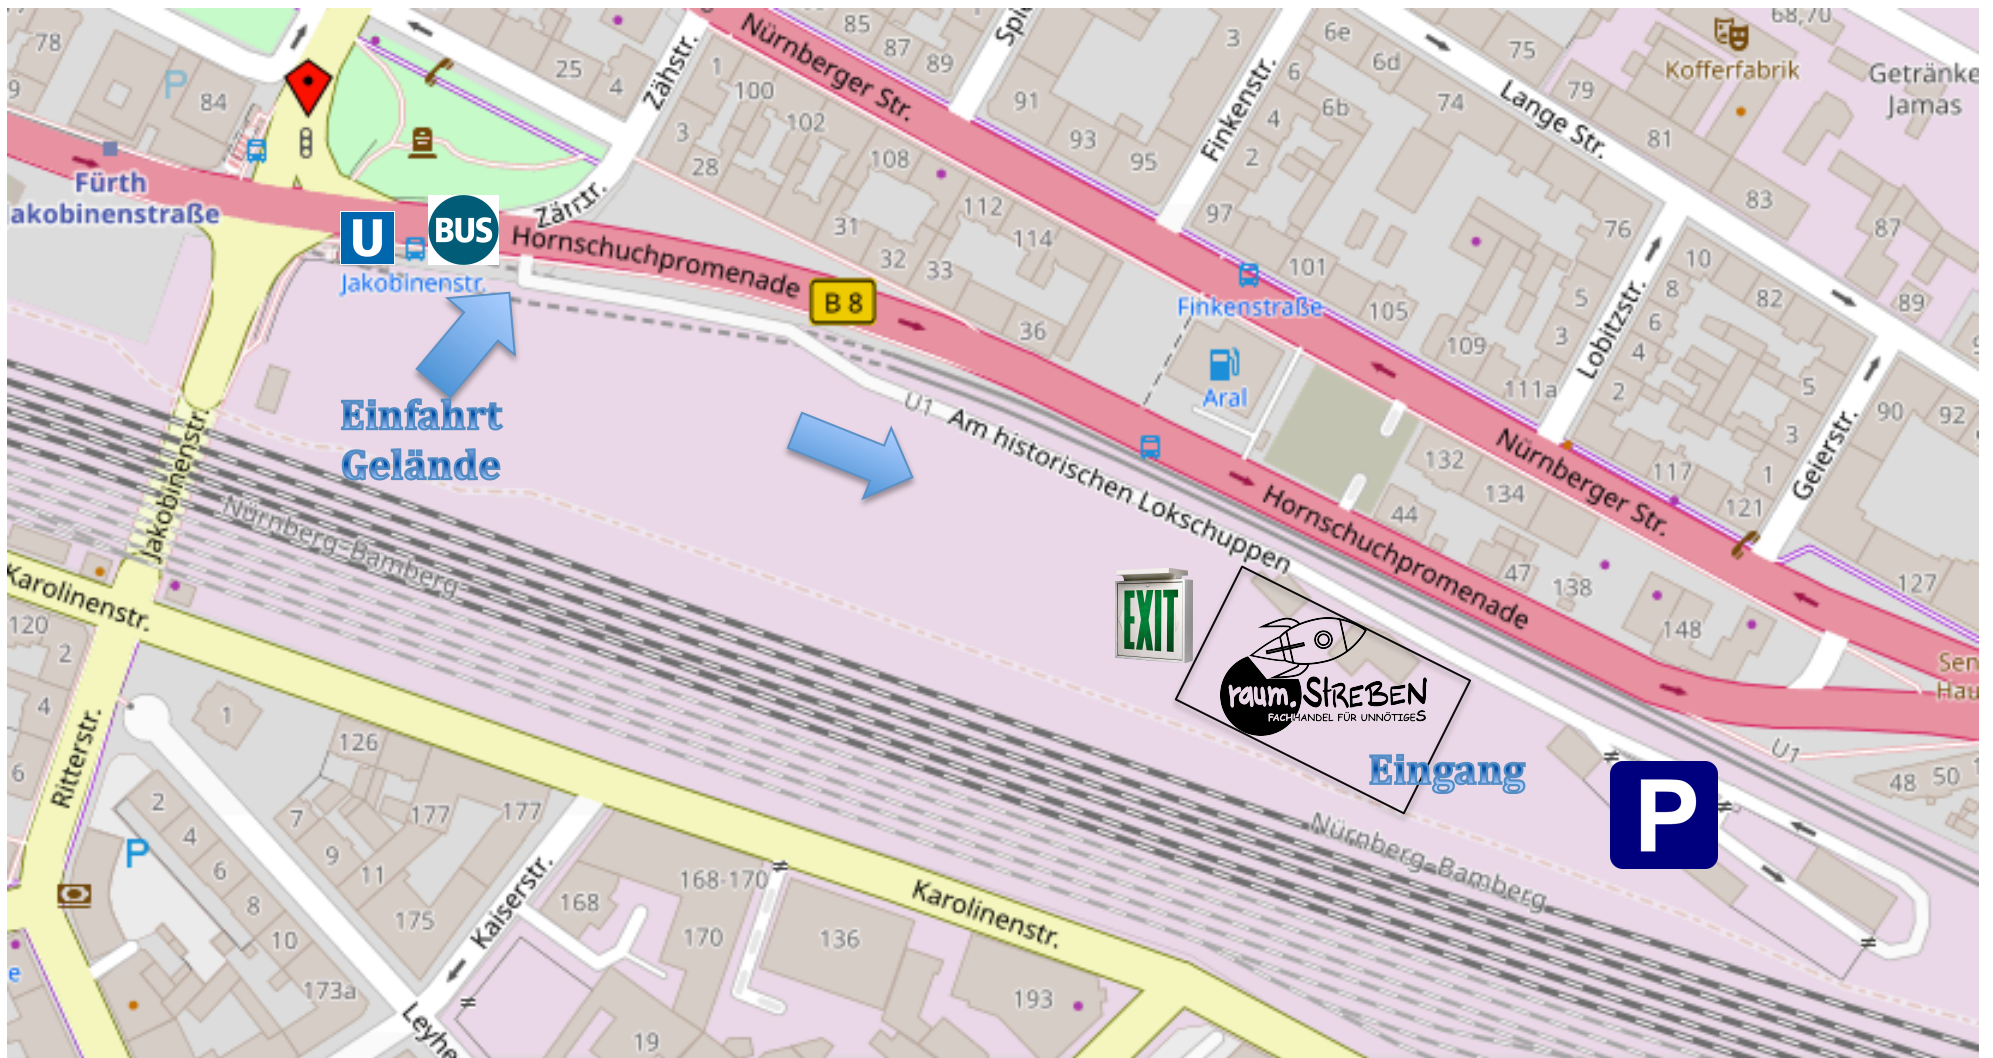 78
9
P
84
Fürth
akobinenstraße
U
BUS
Jakobinenstr.
Einfahrt
Gelände
25
4
Zähstr.
Nürnberger Str.
85
87
89
91
93
95
1
100
102
3
28
108
112
114
31
32
33
36
Hornschuchpromenade
B 8
Finkenstr.
3
6
6b
6e
6d
4
2
97
74
75
79
81
83
87
89
Lange Str.
Kofferfabrik
Getränke
Jamas
68,70
76
101
105
109
111a
5
3
Finkenstraße
Aral
Lobitzstr.
10
8
6
4
2
82
5
3
1
90
92
Geierstr.
117
121
127
Nürnberger Str.
132
134
44
47
138
148
Hornschuchpromenade
U1
Am historischen Lokschuppen
EXIT
raum.STREBEN
FACHHANDEL FÜR UNNÖTIGES
Eingang
P
U1
48
50
Sen
Hau
Jakobinenstr.
Nürnberg-Bamberg
Nürnberg-Bamberg
Karolinenstr.
120
2
4
6
Ritterstr.
1
126
177
177
7
9
11
175
2
4
6
8
10
173a
P
Kaiserstr.
168
168-170
170
136
Karolinenstr.
193
19
Leyhe
e